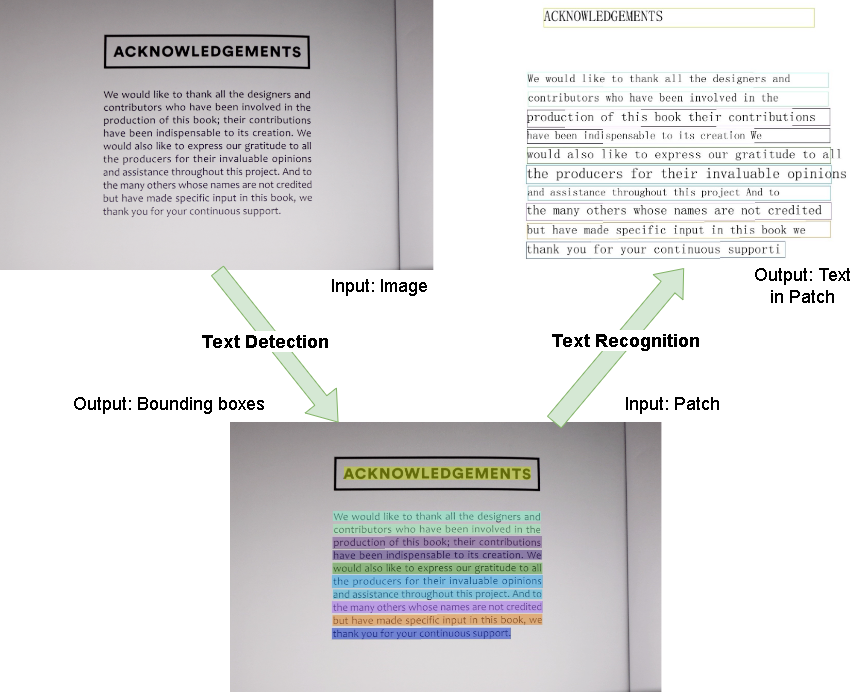 ACKNOWLEDGEMENTS
We would like to thank all the designers and
contributors who have been involved in the
production of this book; their contributions
have been indispensable to its creation. We
would also like to express our gratitude to all
the producers for their invaluable opinions
and assistance throughout this project. And to
the many others whose names are not credited
but have made specific input in this book, we
thank you for your continuous support.
Input: Image
ACKNOWLEDGEMENTS
We would like to thank all the designers and
contributors who have been involved in the
production of this book their contributions
have been indispensable to its creation We
would also like to express our gratitude to all
the producers for their invaluable opinions
and assistance throughout this project And to
the many others whose names are not credited
but have made specific input in this book we
thank you for your continuous supporti
Output: Text
in Patch
Text Detection
Text Recognition
Output: Bounding boxes
Input: Patch
ACKNOWLEDGEMENTS
We would like to thank all the designers and
contributors who have been involved in the
production of this book; their contributions
have been indispensable to its creation. We
would also like to express our gratitude to all
the producers for their invaluable opinions
and assistance throughout this project. And to
the many others whose names are not credited
but have made specific input in this book, we
thank you for your continuous support.